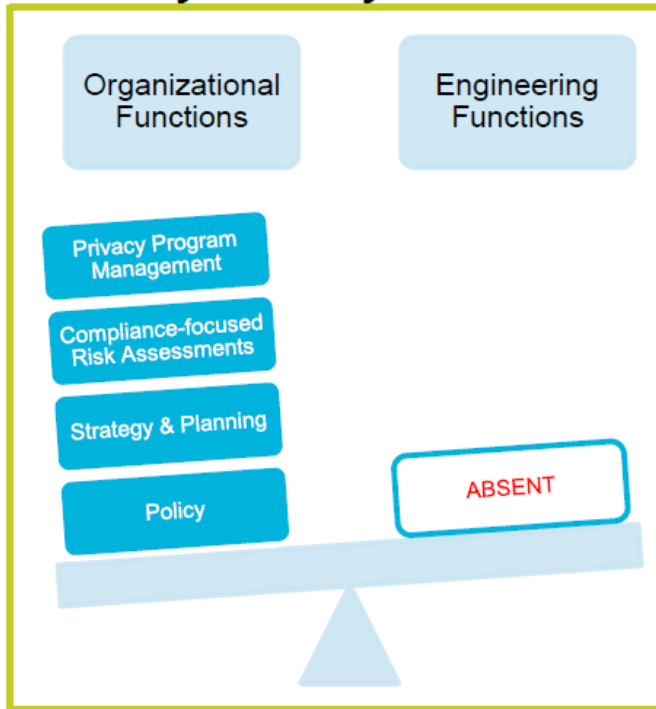 Organizational
Functions
Engineering
Functions
Privacy Program
Management
Compliance-focused
Risk Assessments
Strategy & Planning
Policy
ABSENT